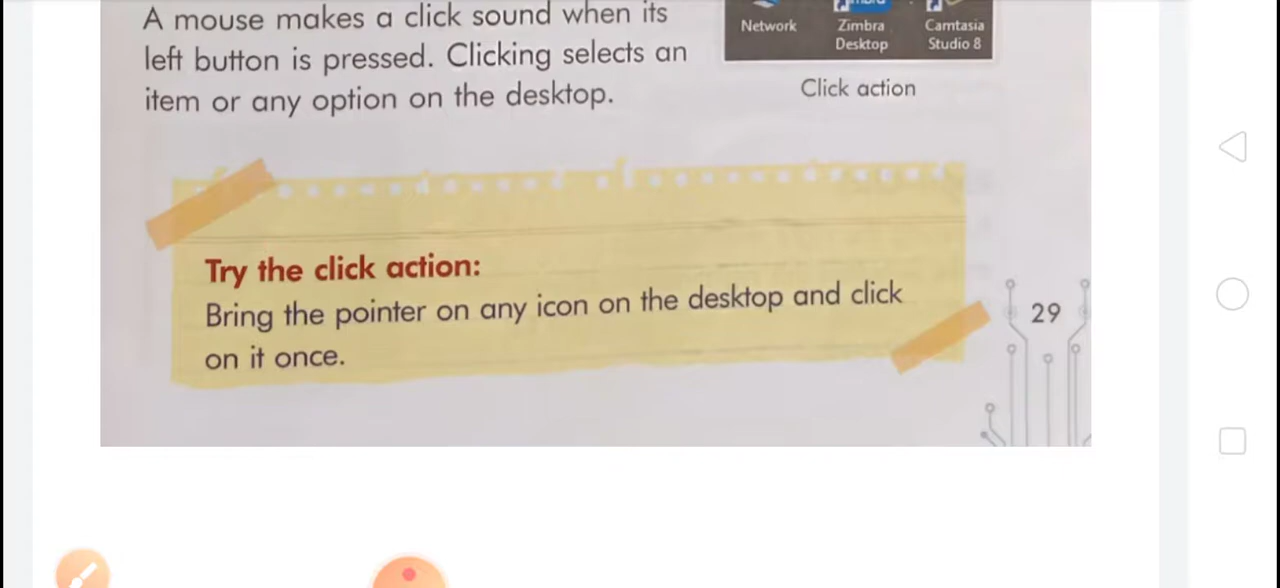 A mouse makes a click sound when its
left button is pressed. Clicking selects an
item or any option on the desktop.
Network
Zimbra
Desktop
Camtasia
Studio 8
Click action
Try the click action:
Bring the pointer on any icon on the desktop and click
on it once.
29